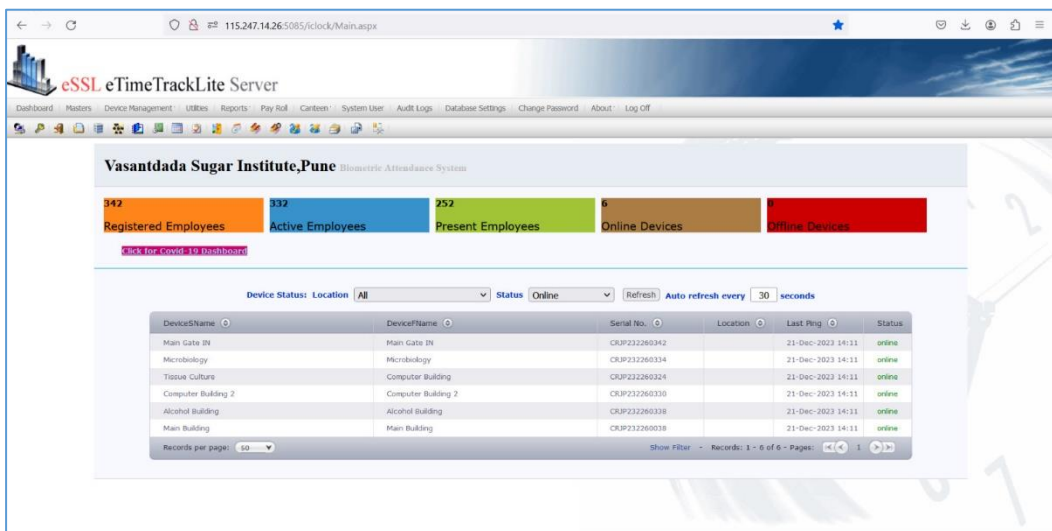 115.247.14.26:5085/iclock/Main.aspx
eSSL eTimeTrackLite Server
Dashboard Masters Device Management Utilities Reports Pay Roll Canteen System User Audit Logs Database Settings Change Password About Log Off
Vasantdada Sugar Institute,Pune Biometric Attendance System
342 332 252 6 0
Registered Employees Active Employees Present Employees Online Devices Offline Devices
Click for Covid-19 Dashboard
Device Status: Location All Status Online Refresh Auto refresh every 30 seconds
DeviceSName DeviceFName Serial No. Location Last Ping Status
Main Gate IN Main Gate IN CRJP232260342 21-Dec-2023 14:11 online
Microbiology Microbiology CRJP232260334 21-Dec-2023 14:11 online
Tissue Culture Computer Building CRJP232260324 21-Dec-2023 14:11 online
Computer Building 2 Computer Building 2 CRJP232260330 21-Dec-2023 14:11 online
Alcohol Building Alcohol Building CRJP232260338 21-Dec-2023 14:11 online
Main Building Main Building CRJP232260038 21-Dec-2023 14:11 online
Records per page: 50 Show Filter - Records: 1 - 6 of 6 - Pages: 1